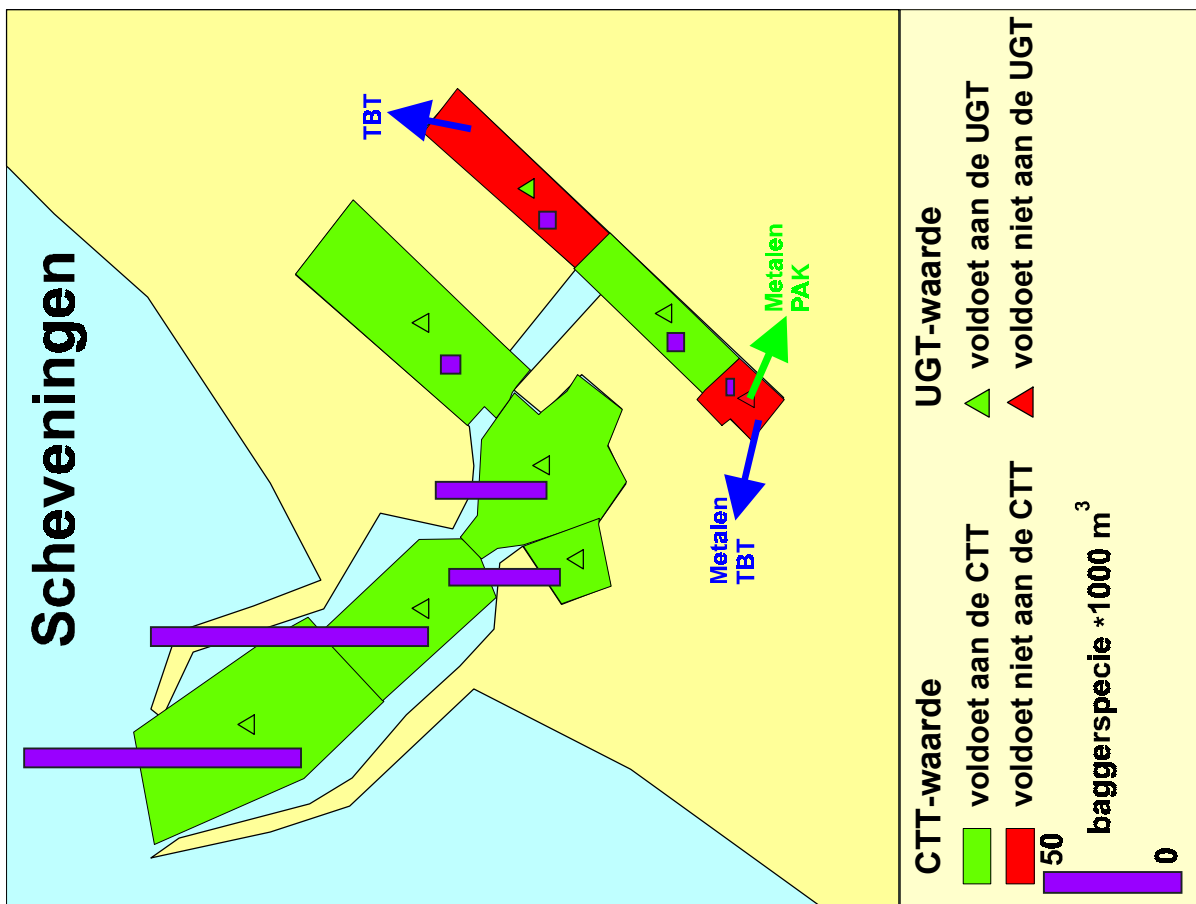 Scheveningen
TBT
Metalen
PAK
Metalen
TBT
CTT-waarde
voldoet aan de CTT
voldoet niet aan de CTT
UGT-waarde
voldoet aan de UGT
voldoet niet aan de UGT
50
0
baggerspecie *1000 m³